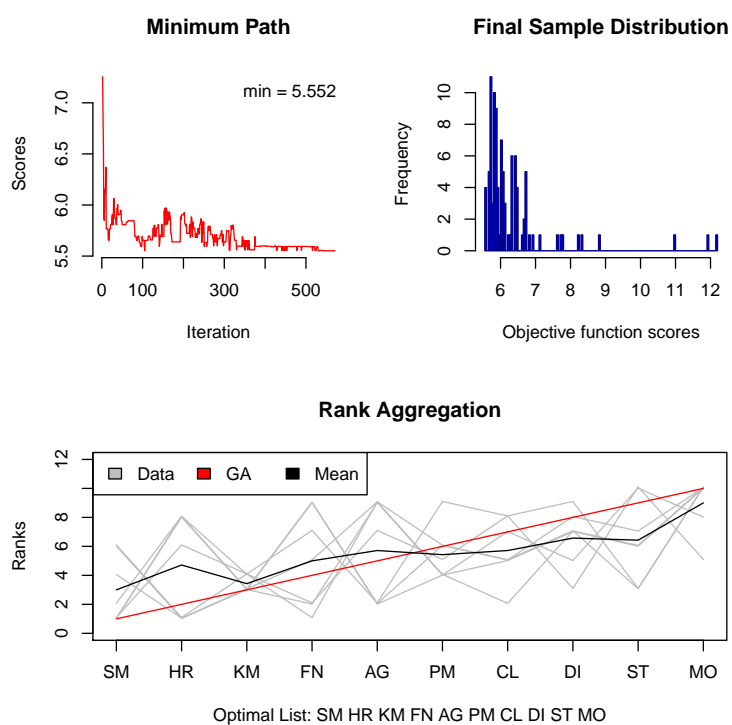 Minimum Path
min = 5.552
Scores
7.0
6.5
6.0
5.5
0 100 300 500
Iteration
Final Sample Distribution
Frequency
10
8
6
4
2
0
6 7 8 9 10 11 12
Objective function scores
Rank Aggregation
Data GA Mean
Ranks
12
8
6
4
2
0
SM HR KM FN AG PM CL DI ST MO
Optimal List: SM HR KM FN AG PM CL DI ST MO